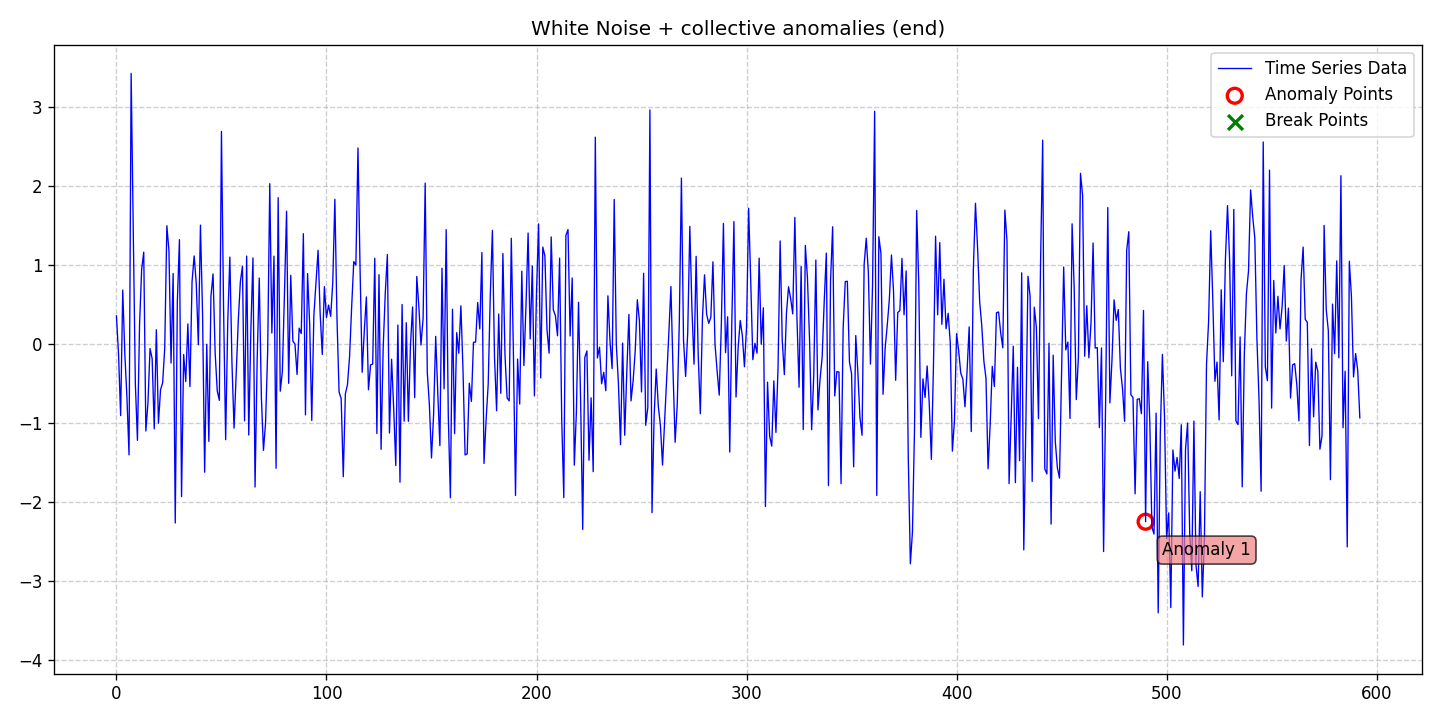 White Noise + collective anomalies (end)
Time Series Data
Anomaly Points
Break Points
3
2
1
0
−1
−2
−3
−4
Anomaly 1
0 100 200 300 400 500 600